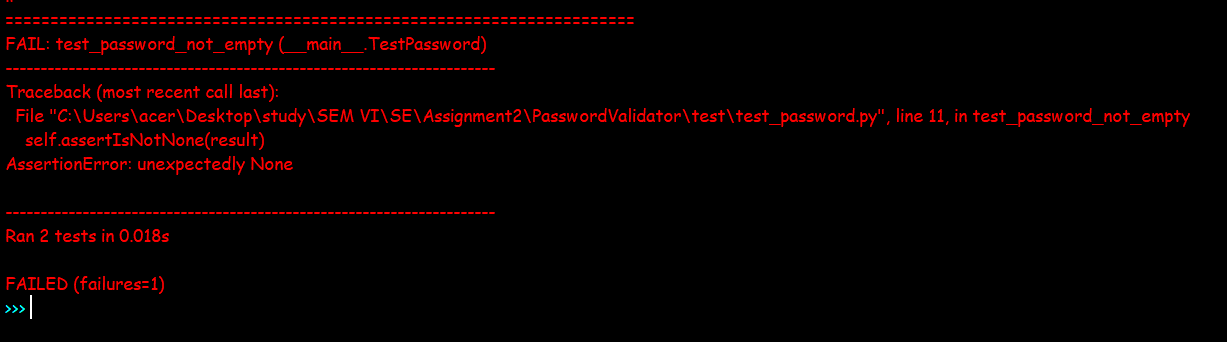 ======================================================================
FAIL: test_password_not_empty (__main__.TestPassword)
----------------------------------------------------------------------
Traceback (most recent call last):
  File "C:\Users\acer\Desktop\study\SEM VI\SE\Assignment2\PasswordValidator\test\test_password.py", line 11, in test_password_not_empty
    self.assertIsNotNone(result)
AssertionError: unexpectedly None
----------------------------------------------------------------------
Ran 2 tests in 0.018s
FAILED (failures=1)
>>>